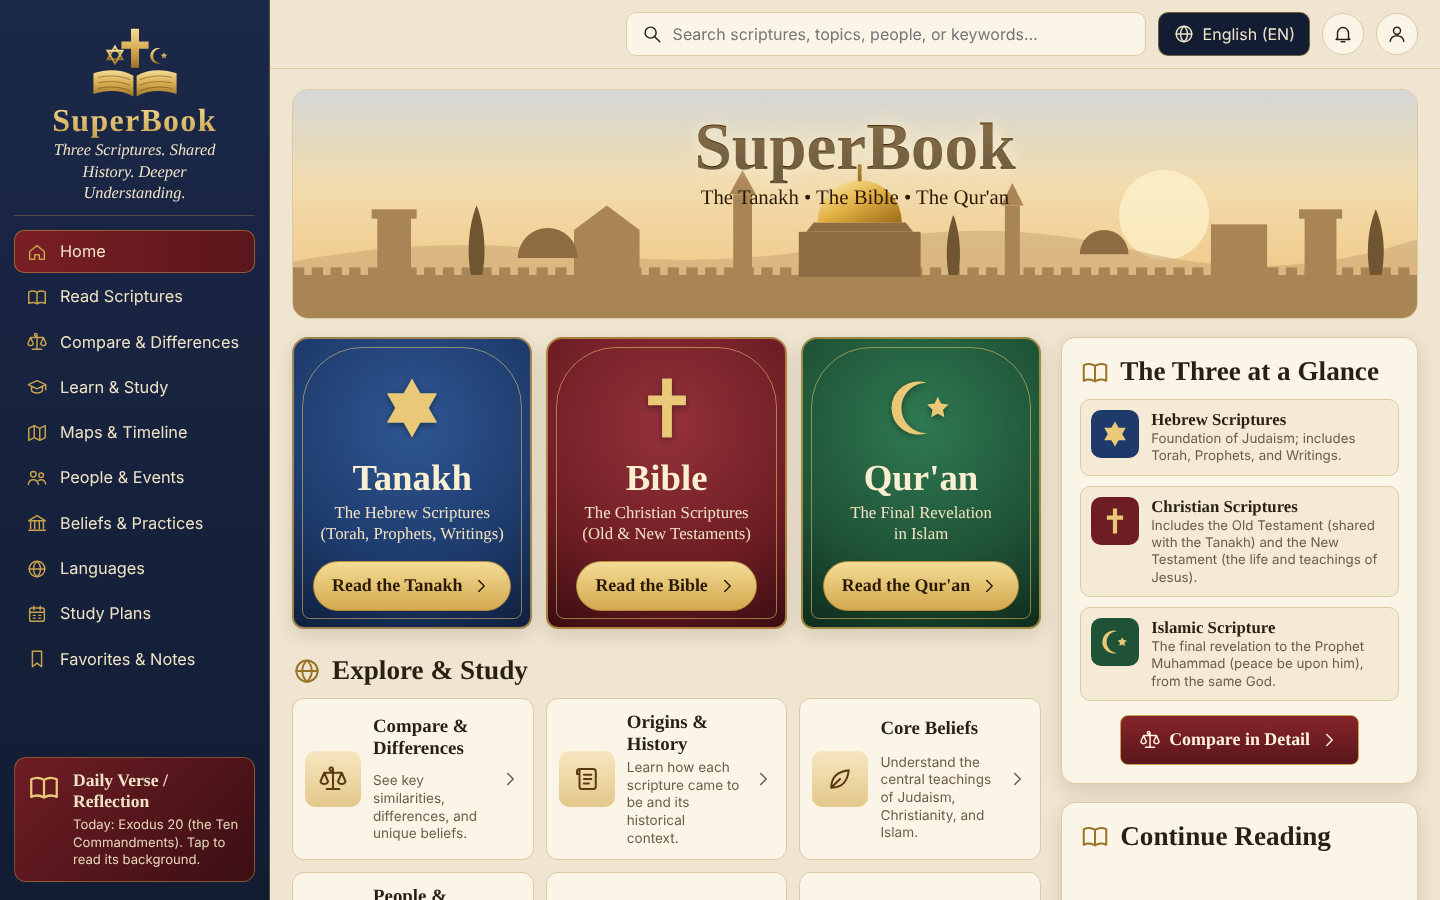 SuperBook
Three Scriptures. Shared
History. Deeper
Understanding.
Home
Read Scriptures
Compare & Differences
Learn & Study
Maps & Timeline
People & Events
Beliefs & Practices
Languages
Study Plans
Favorites & Notes
Daily Verse /
Reflection
Today: Exodus 20 (the Ten
Commandments). Tap to
read its background.
Search scriptures, topics, people, or keywords...
English (EN)
SuperBook
The Tanakh • The Bible • The Qur'an
Tanakh
The Hebrew Scriptures
(Torah, Prophets, Writings)
Read the Tanakh
Bible
The Christian Scriptures
(Old & New Testaments)
Read the Bible
Qur'an
The Final Revelation
in Islam
Read the Qur'an
Explore & Study
Compare &
Differences
See key
similarities,
differences, and
unique beliefs.
Origins &
History
Learn how each
scripture came to
be and its
historical
context.
Core Beliefs
Understand the
central teachings
of Judaism,
Christianity, and
Islam.
People &
The Three at a Glance
Hebrew Scriptures
Foundation of Judaism; includes
Torah, Prophets, and Writings.
Christian Scriptures
Includes the Old Testament (shared
with the Tanakh) and the New
Testament (the life and teachings of
Jesus).
Islamic Scripture
The final revelation to the Prophet
Muhammad (peace be upon him),
from the same God.
Compare in Detail
Continue Reading